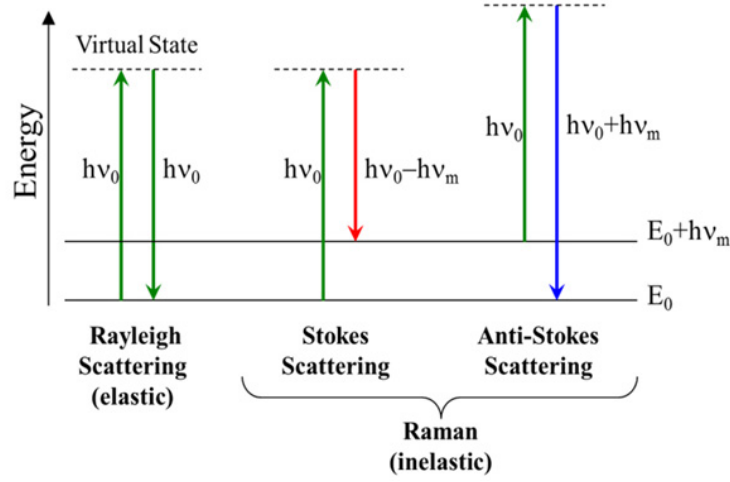 Energy
Virtual State
hν₀
hν₀
hν₀
hν₀–hνₘ
hν₀
hν₀+hνₘ
E₀+hνₘ
E₀
Rayleigh
Scattering
(elastic)
Stokes
Scattering
Anti-Stokes
Scattering
Raman
(inelastic)